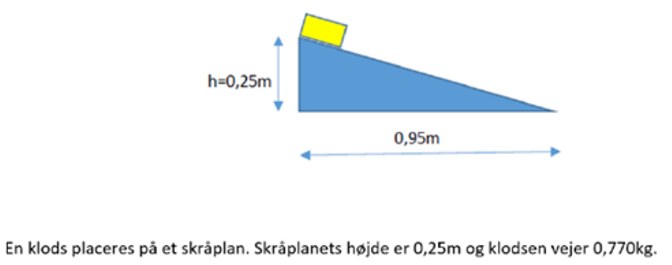 h=0,25m
0,95m
En klods placeres på et skråplan. Skråplanets højde er 0,25m og klodsen vejer 0,770kg.